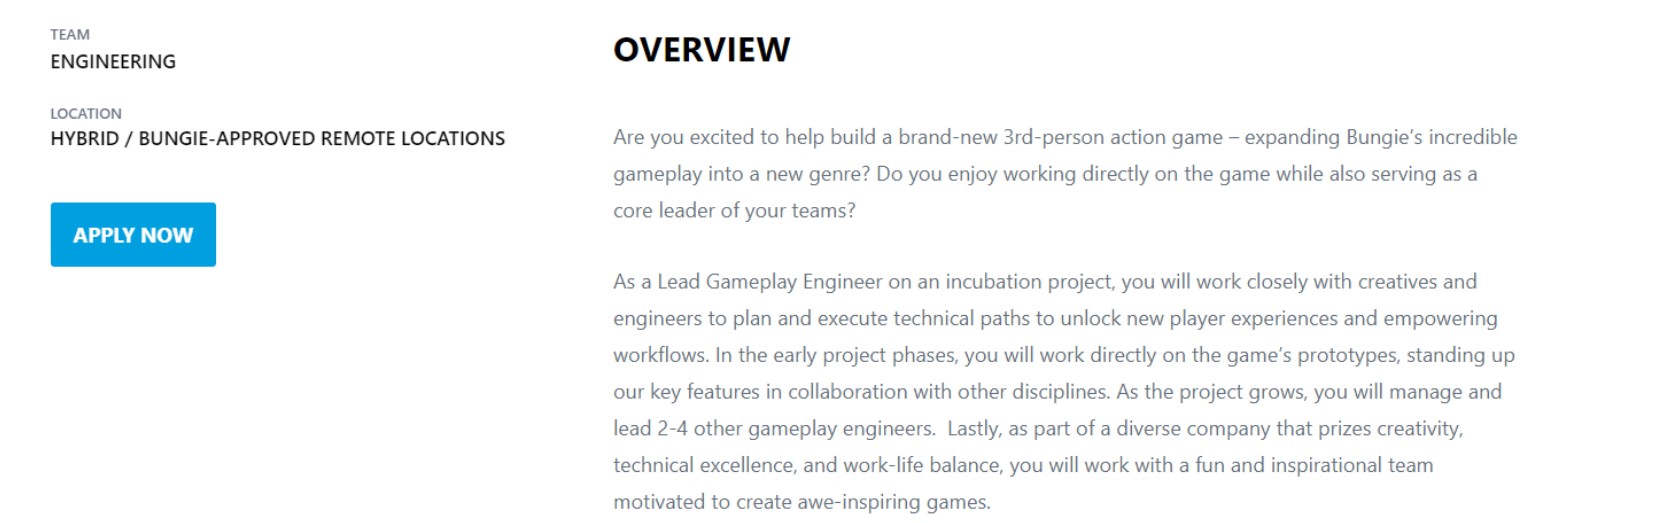 TEAM
ENGINEERING
LOCATION
HYBRID / BUNGIE-APPROVED REMOTE LOCATIONS
APPLY NOW
OVERVIEW
Are you excited to help build a brand-new 3rd-person action game – expanding Bungie’s incredible
gameplay into a new genre? Do you enjoy working directly on the game while also serving as a
core leader of your teams?
As a Lead Gameplay Engineer on an incubation project, you will work closely with creatives and
engineers to plan and execute technical paths to unlock new player experiences and empowering
workflows. In the early project phases, you will work directly on the game’s prototypes, standing up
our key features in collaboration with other disciplines. As the project grows, you will manage and
lead 2-4 other gameplay engineers.  Lastly, as part of a diverse company that prizes creativity,
technical excellence, and work-life balance, you will work with a fun and inspirational team
motivated to create awe-inspiring games.